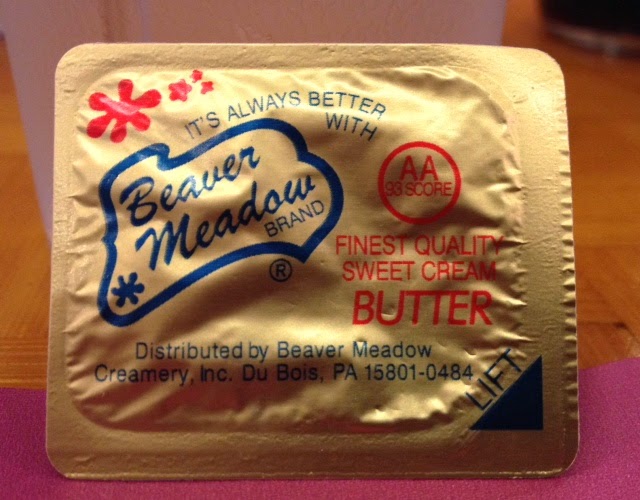 IT'S ALWAYS BETTER
WITH
Beaver
Meadow
BRAND
®
AA
93 SCORE
FINEST QUALITY
SWEET CREAM
BUTTER
Distributed by Beaver Meadow
Creamery, Inc. Du Bois, PA 15801-0484
LIFT